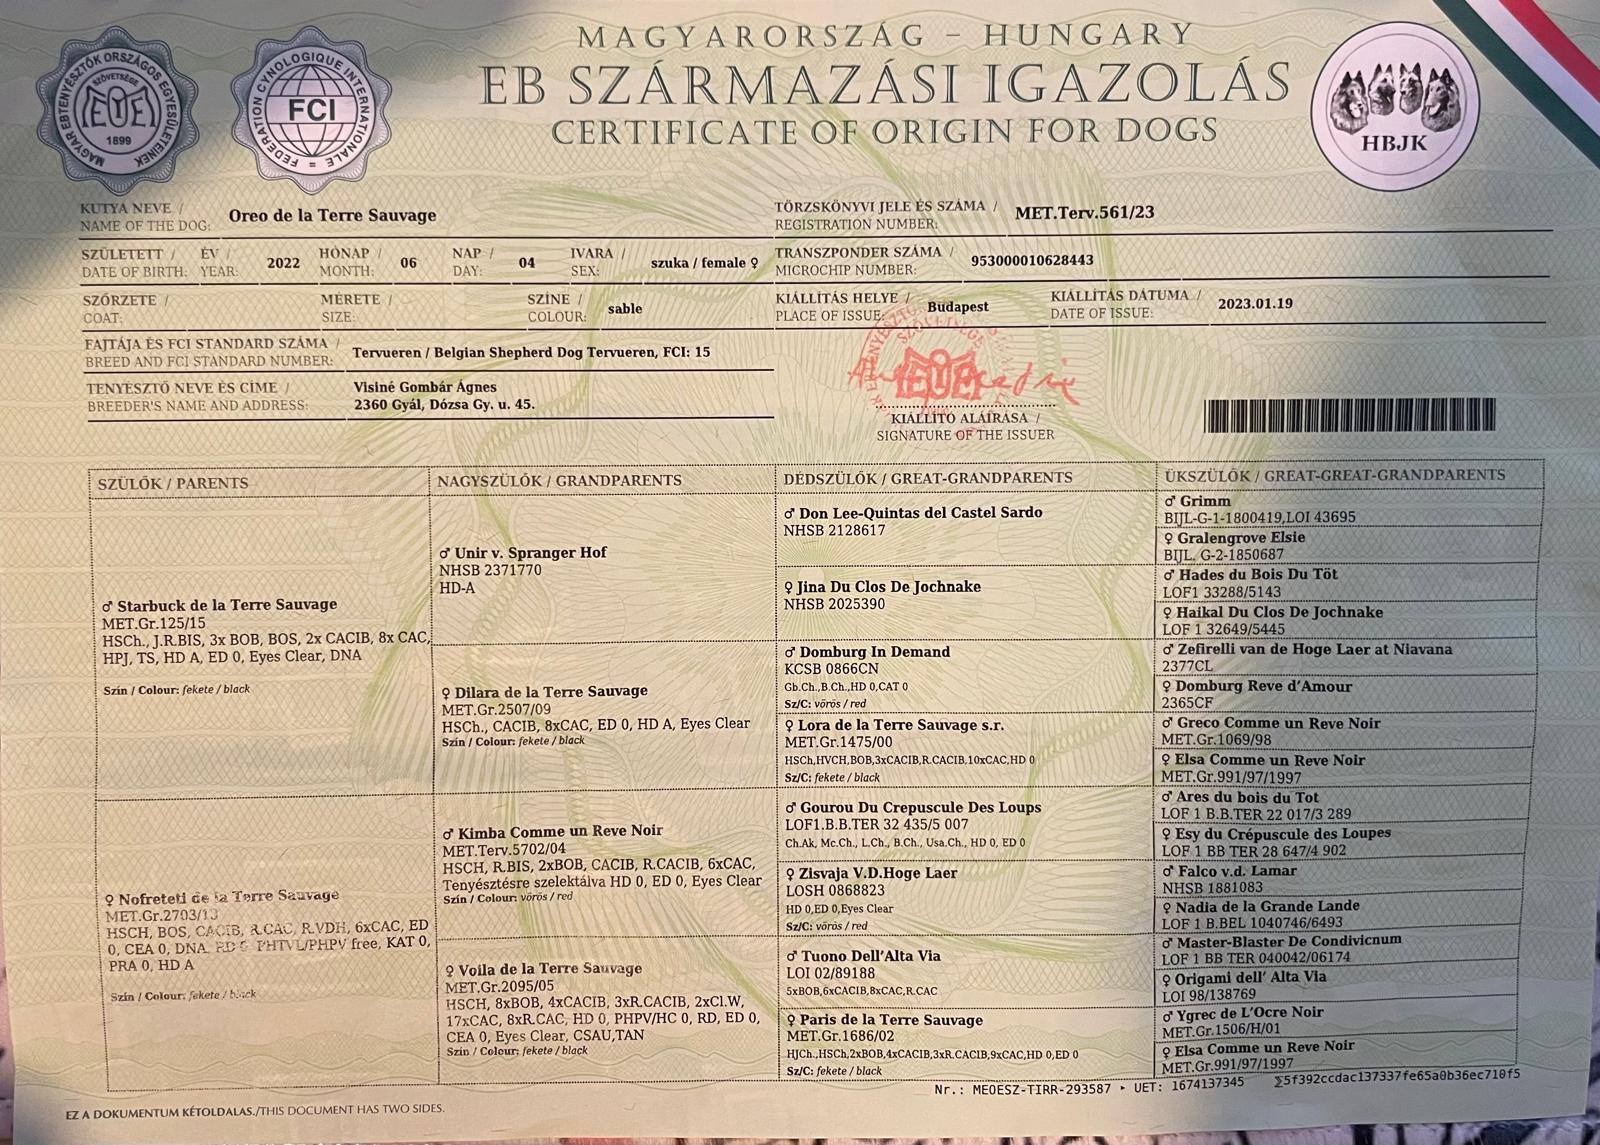 MAGYARORSZÁG – HUNGARY
EB SZÁRMAZÁSI IGAZOLÁS
CERTIFICATE OF ORIGIN FOR DOGS
MAGYAR EBTENYÉSZTŐK ORSZÁGOS EGYESÜLETEINEK
SZÖVETSÉGE
1899
FEDERATION CYNOLOGIQUE INTERNATIONALE
FCI
HBJK
KUTYA NEVE /
NAME OF THE DOG: Oreo de la Terre Sauvage
TÖRZSKÖNYVI JELE ÉS SZÁMA /
REGISTRATION NUMBER: MET.Terv.561/23
SZÜLETETT / ÉV / HÓNAP / NAP / IVARA /
DATE OF BIRTH: YEAR: 2022 MONTH: 06 DAY: 04 SEX: szuka / female ♀
TRANSZPONDER SZÁMA /
MICROCHIP NUMBER: 953000010628443
SZŐRZETE / MÉRETE / SZÍNE /
COAT: SIZE: COLOUR: sable
KIÁLLÍTÁS HELYE / KIÁLLÍTÁS DÁTUMA /
PLACE OF ISSUE: Budapest DATE OF ISSUE: 2023.01.19
FAJTÁJA ÉS FCI STANDARD SZÁMA /
BREED AND FCI STANDARD NUMBER: Tervueren / Belgian Shepherd Dog Tervueren, FCI: 15
TENYÉSZTŐ NEVE ÉS CÍME / Visiné Gombár Ágnes
BREEDER'S NAME AND ADDRESS: 2360 Gyál, Dózsa Gy. u. 45.
KIÁLLÍTÓ ALÁÍRÁSA /
SIGNATURE OF THE ISSUER
SZÜLŐK / PARENTS
♂ Starbuck de la Terre Sauvage
MET.Gr.125/15
HSCh., J.R.BIS, 3x BOB, BOS, 2x CACIB, 8x CAC,
HPJ, TS, HD A, ED 0, Eyes Clear, DNA
Szín / Colour: fekete / black
♀ Nofreteti de la Terre Sauvage
MET.Gr.2703/13
HSCH, BOS, CACIB, R.CAC, R.VDH, 6xCAC, ED
0, CEA 0, DNA, PHTVL/PHPV free, KAT 0,
PRA 0, HD A
Szín / Colour: fekete / black
NAGYSZÜLŐK / GRANDPARENTS
♂ Unir v. Spranger Hof
NHSB 2371770
HD-A
♀ Dilara de la Terre Sauvage
MET.Gr.2507/09
HSCh., CACIB, 8xCAC, ED 0, HD A, Eyes Clear
Szín / Colour: fekete / black
♂ Kimba Comme un Reve Noir
MET.Terv.5702/04
HSCH, R.BIS, 2xBOB, CACIB, R.CACIB, 6xCAC,
Tenyésztésre szelektálva HD 0, ED 0, Eyes Clear
Szín / Colour: vörös / red
♀ Voila de la Terre Sauvage
MET.Gr.2095/05
HSCH, 8xBOB, 4xCACIB, 3xR.CACIB, 2xCl.W,
17xCAC, 8xR.CAC, HD 0, PHPV/HC 0, RD, ED 0,
CEA 0, Eyes Clear, CSAU,TAN
Szín / Colour: fekete / black
DÉDSZÜLŐK / GREAT-GRANDPARENTS
♂ Don Lee-Quintas del Castel Sardo
NHSB 2128617
♀ Jina Du Clos De Jochnake
NHSB 2025390
♂ Domburg In Demand
KCSB 0866CN
Gb.Ch.,B.Ch.,HD 0,CAT 0
Sz/C: vörös / red
♀ Lora de la Terre Sauvage s.r.
MET.Gr.1475/00
HSCh,HVCH,BOB,3xCACIB,R.CACIB,10xCAC,HD 0
Sz/C: fekete / black
♂ Gourou Du Crepuscule Des Loups
LOF1.B.B.TER 32 435/5 007
Ch.Ak, Mc.Ch., L.Ch., B.Ch., Usa.Ch., HD 0, ED 0
♀ Zisvaja V.D.Hoge Laer
LOSH 0868823
HD 0,ED 0,Eyes Clear
Sz/C: vörös / red
♂ Tuono Dell'Alta Via
LOI 02/89188
5xBOB,6xCACIB,8xCAC,R.CAC
♀ Paris de la Terre Sauvage
MET.Gr.1686/02
HJCh.,HSCh,2xBOB,4xCACIB,3xR.CACIB,9xCAC,HD 0,ED 0
Sz/C: fekete / black
ÜKSZÜLŐK / GREAT-GREAT-GRANDPARENTS
♂ Grimm
BIJL-G-1-1800419,LOI 43695
♀ Gralengrove Elsie
BIJL. G-2-1850687
♂ Hades du Bois Du Töt
LOF1 33288/5143
♀ Haikal Du Clos De Jochnake
LOF 1 32649/5445
♂ Zefirelli van de Hoge Laer at Niavana
2377CL
♀ Domburg Reve d'Amour
2365CF
♂ Greco Comme un Reve Noir
MET.Gr.1069/98
♀ Elsa Comme un Reve Noir
MET.Gr.991/97/1997
♂ Ares du bois du Tot
LOF 1 B.B.TER 22 017/3 289
♀ Esy du Crépuscule des Loupes
LOF 1 BB TER 28 647/4 902
♂ Falco v.d. Lamar
NHSB 1881083
♀ Nadia de la Grande Lande
LOF 1 B.BEL 1040746/6493
♂ Master-Blaster De Condivicnum
LOF 1 BB TER 040042/06174
♀ Origami dell' Alta Via
LOI 98/138769
♂ Ygrec de L'Ocre Noir
MET.Gr.1506/H/01
♀ Elsa Comme un Reve Noir
MET.Gr.991/97/1997
Nr.: MEOESZ-TIRR-293587 ▸ UET: 1674137345 ∑5f392ccdac137337fe65a0b36ec710f5
EZ A DOKUMENTUM KÉTOLDALAS./THIS DOCUMENT HAS TWO SIDES.